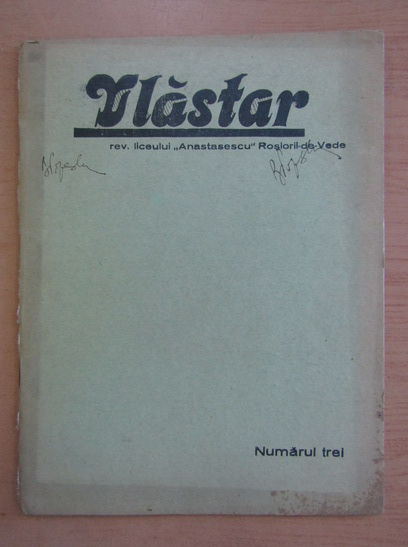 Vlăstar
rev. liceului „Anastasescu" Roșiorii-de-Vede
Numărul trei